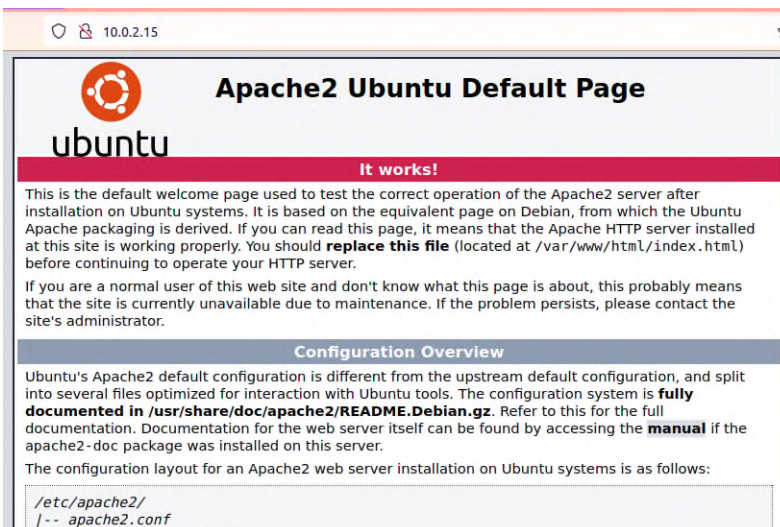 10.0.2.15
Apache2 Ubuntu Default Page
ubuntu
It works!
This is the default welcome page used to test the correct operation of the Apache2 server after
installation on Ubuntu systems. It is based on the equivalent page on Debian, from which the Ubuntu
Apache packaging is derived. If you can read this page, it means that the Apache HTTP server installed
at this site is working properly. You should replace this file (located at /var/www/html/index.html)
before continuing to operate your HTTP server.
If you are a normal user of this web site and don't know what this page is about, this probably means
that the site is currently unavailable due to maintenance. If the problem persists, please contact the
site's administrator.
Configuration Overview
Ubuntu's Apache2 default configuration is different from the upstream default configuration, and split
into several files optimized for interaction with Ubuntu tools. The configuration system is fully
documented in /usr/share/doc/apache2/README.Debian.gz. Refer to this for the full
documentation. Documentation for the web server itself can be found by accessing the manual if the
apache2-doc package was installed on this server.
The configuration layout for an Apache2 web server installation on Ubuntu systems is as follows:
/etc/apache2/
|-- apache2.conf